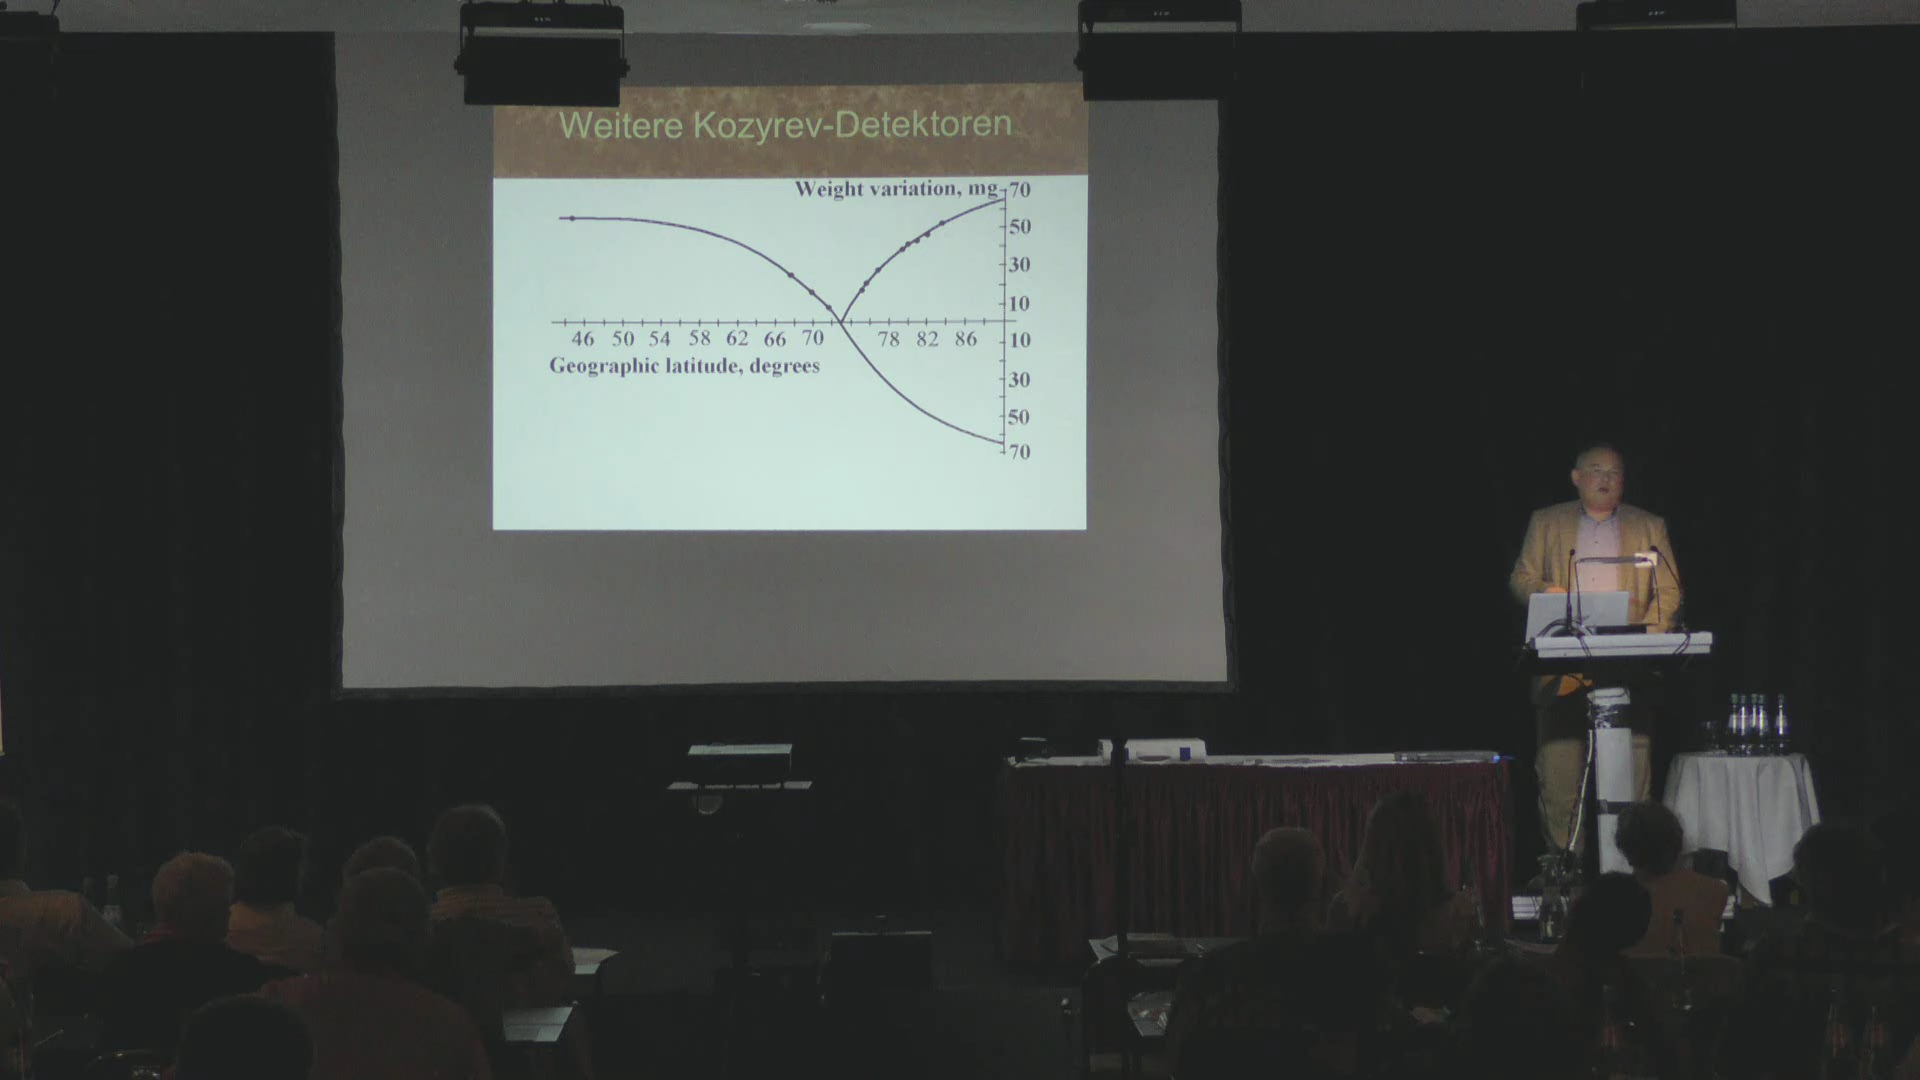 Weitere Kozyrev-Detektoren
Weight variation, mg
70
50
30
10
46 50 54 58 62 66 70 78 82 86
10
Geographic latitude, degrees
30
50
70